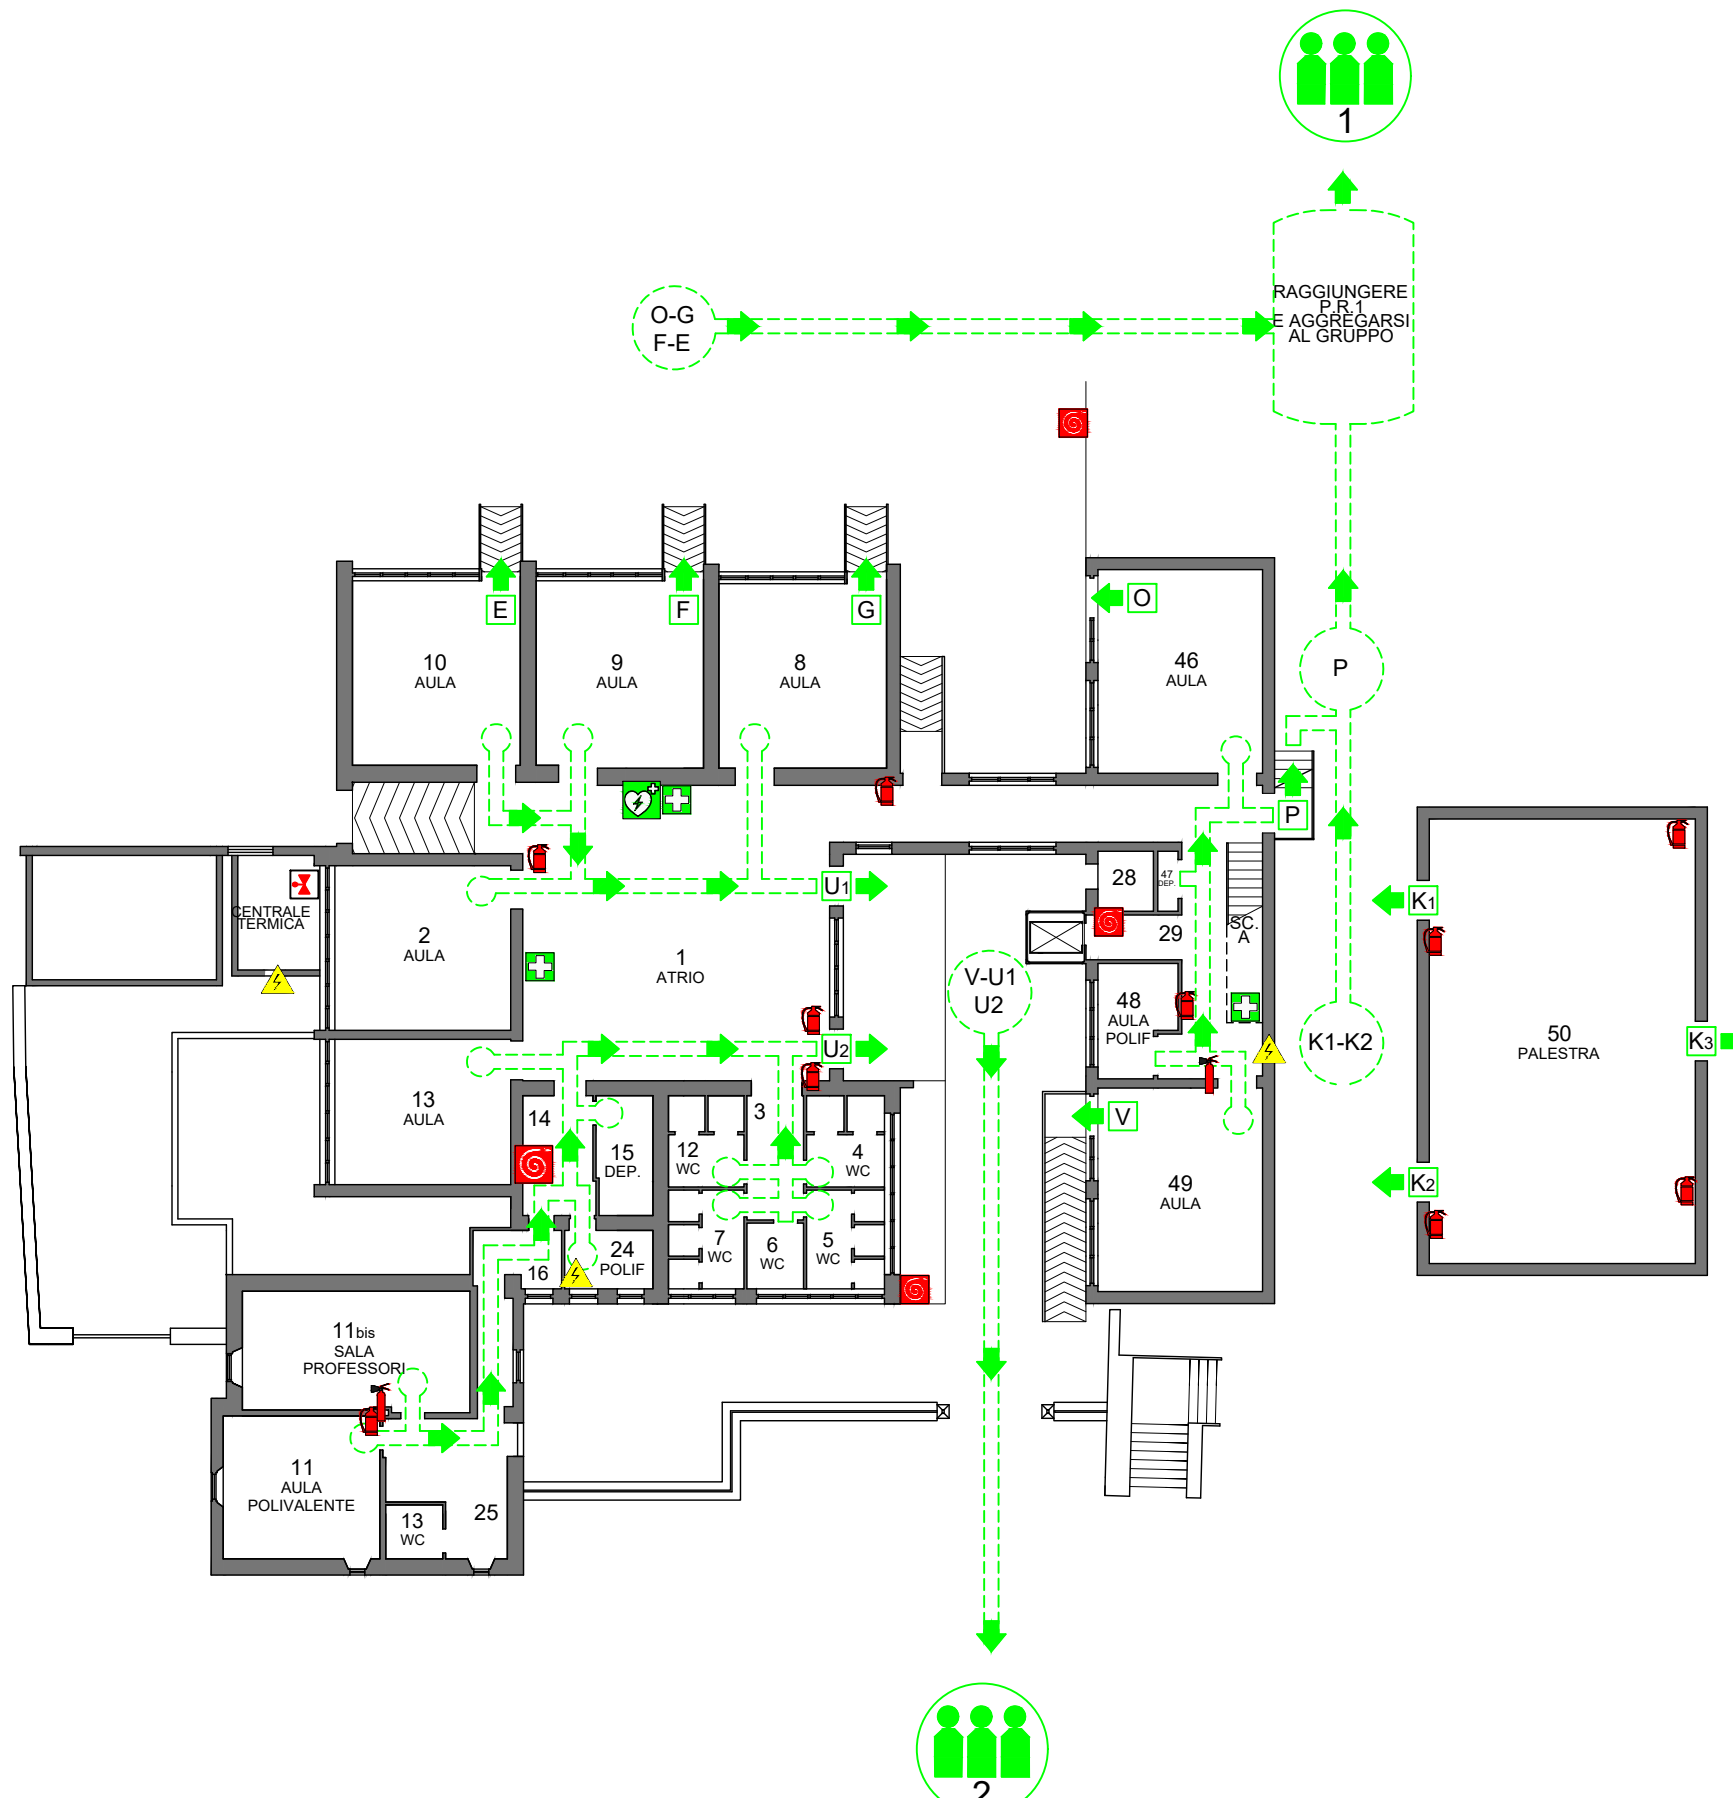 1
RAGGIUNGERE
P.R.1
E AGGREGARSI
AL GRUPPO
O-G
F-E
E
F
G
O
10
AULA
9
AULA
8
AULA
46
AULA
P
P
CENTRALE
TERMICA
2
AULA
U1
1
ATRIO
28
47
DEP.
29
SC.
A
K1
V-U1
U2
48
AULA
POLIF
K1-K2
50
PALESTRA
K3
U2
13
AULA
14
15
DEP.
3
12
WC
4
WC
V
49
AULA
K2
16
24
POLIF
7
WC
6
WC
5
WC
11bis
SALA
PROFESSORI
11
AULA
POLIVALENTE
13
WC
25
2